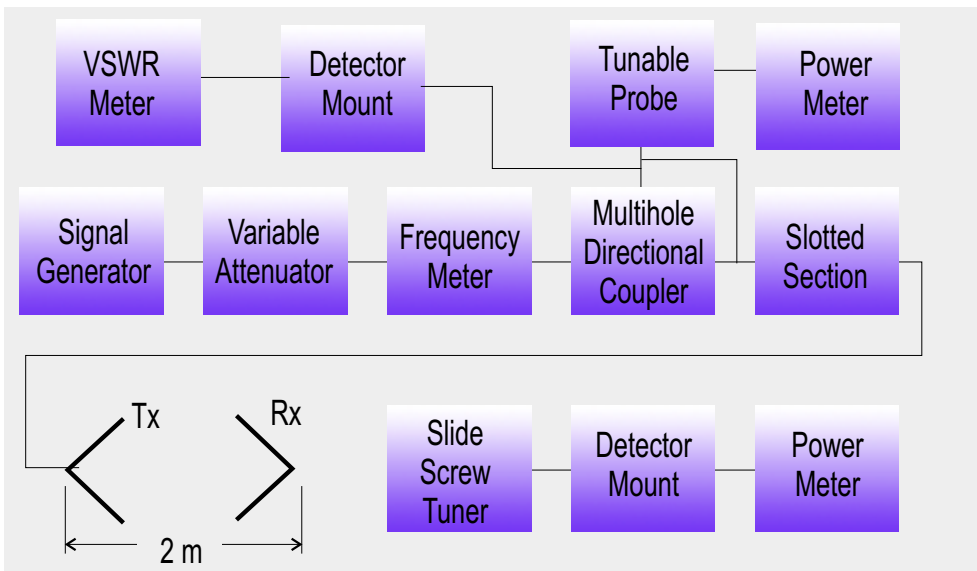 VSWR
Meter
Detector
Mount
Tunable
Probe
Power
Meter
Signal
Generator
Variable
Attenuator
Frequency
Meter
Multihole
Directional
Coupler
Slotted
Section
Tx
Rx
2 m
Slide
Screw
Tuner
Detector
Mount
Power
Meter